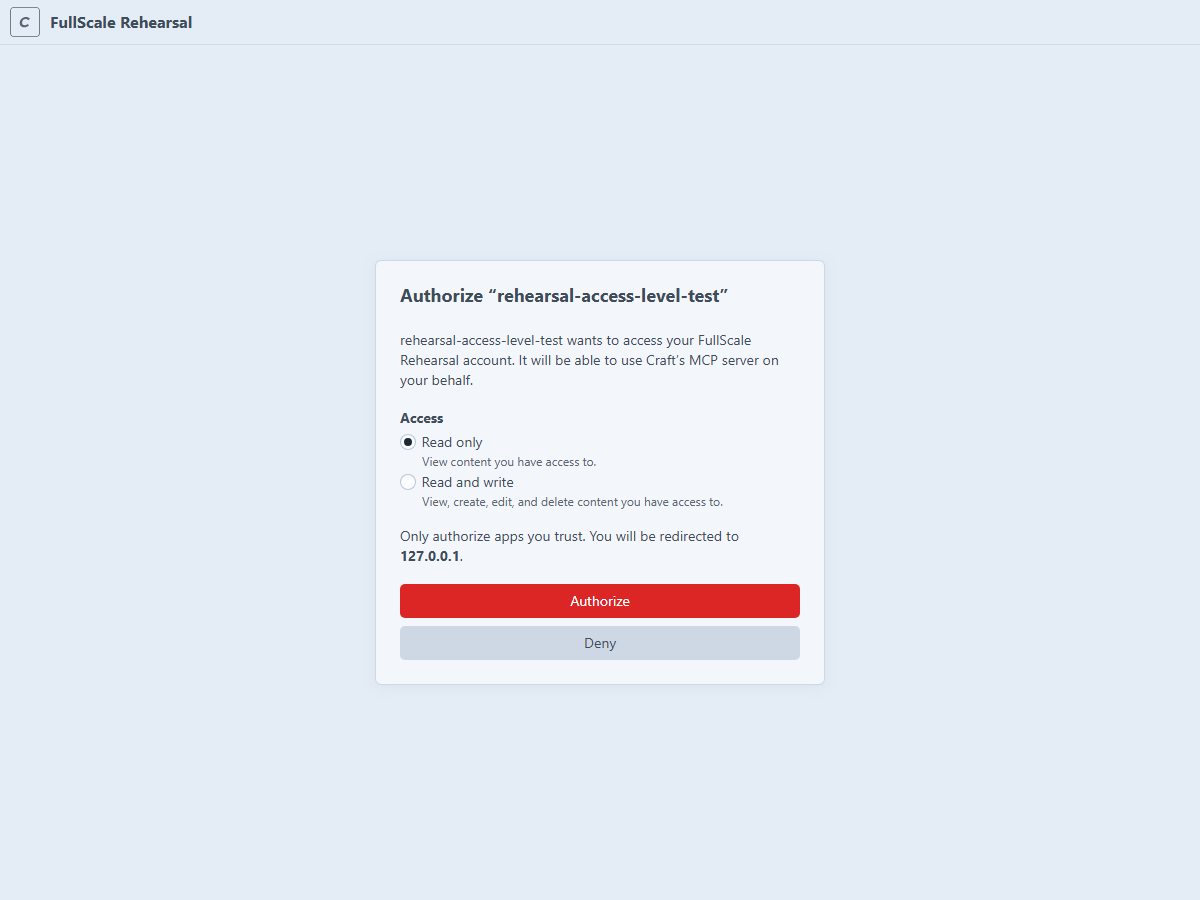 C FullScale Rehearsal
Authorize “rehearsal-access-level-test”
rehearsal-access-level-test wants to access your FullScale
Rehearsal account. It will be able to use Craft’s MCP server on
your behalf.
Access
Read only
View content you have access to.
Read and write
View, create, edit, and delete content you have access to.
Only authorize apps you trust. You will be redirected to
127.0.0.1.
Authorize
Deny